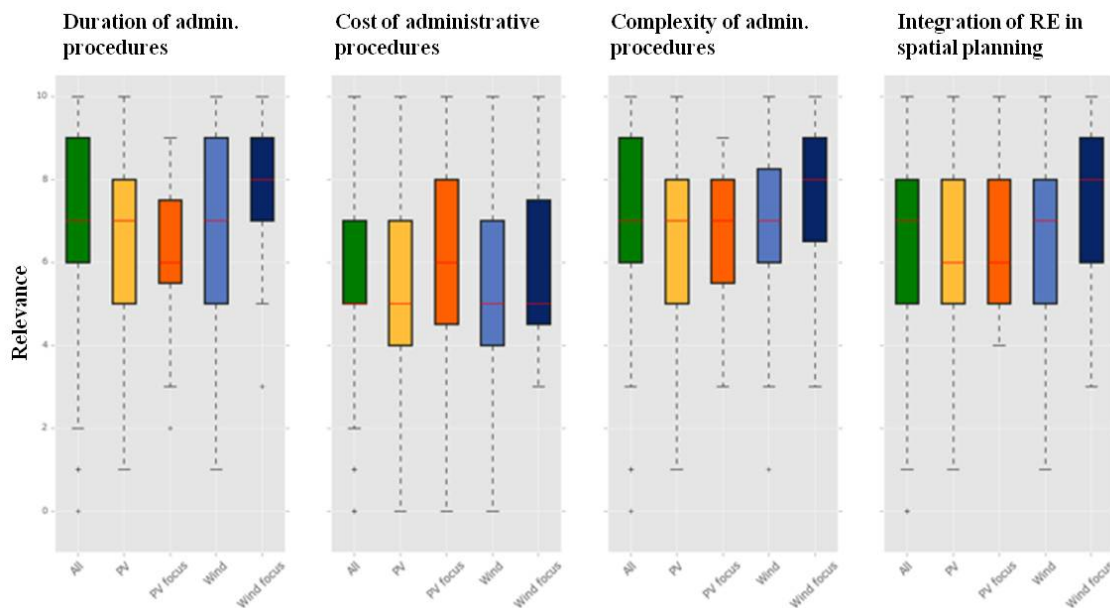 Duration of admin.
procedures
Cost of administrative
procedures
Complexity of admin.
procedures
Integration of RE in
spatial planning
Relevance
10
8
6
4
2
0
All
PV
PV focus
Wind
Wind focus
All
PV
PV focus
Wind
Wind focus
All
PV
PV focus
Wind
Wind focus
All
PV
PV focus
Wind
Wind focus